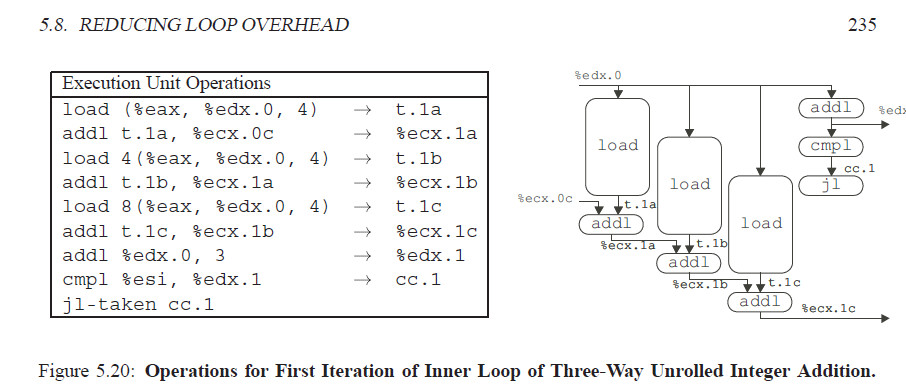 5.8. REDUCING LOOP OVERHEAD 235
Execution Unit Operations
load (%eax, %edx.0, 4) → t.1a
addl t.1a, %ecx.0c → %ecx.1a
load 4(%eax, %edx.0, 4) → t.1b
addl t.1b, %ecx.1a → %ecx.1b
load 8(%eax, %edx.0, 4) → t.1c
addl t.1c, %ecx.1b → %ecx.1c
addl %edx.0, 3 → %edx.1
cmpl %esi, %edx.1 → cc.1
jl-taken cc.1
%edx.0
addl
load
cmpl
cc.1
load
jl
%ecx.0c
t.1a
addl
load
%ecx.1a
t.1b
addl
%ecx.1b
t.1c
addl
%ecx.1c
Figure 5.20: Operations for First Iteration of Inner Loop of Three-Way Unrolled Integer Addition.